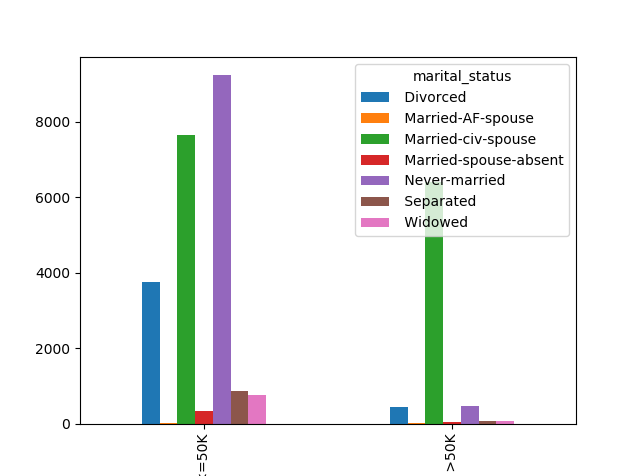 marital_status
Divorced
Married-AF-spouse
Married-civ-spouse
Married-spouse-absent
Never-married
Separated
Widowed
8000
6000
4000
2000
0
<=50K
>50K